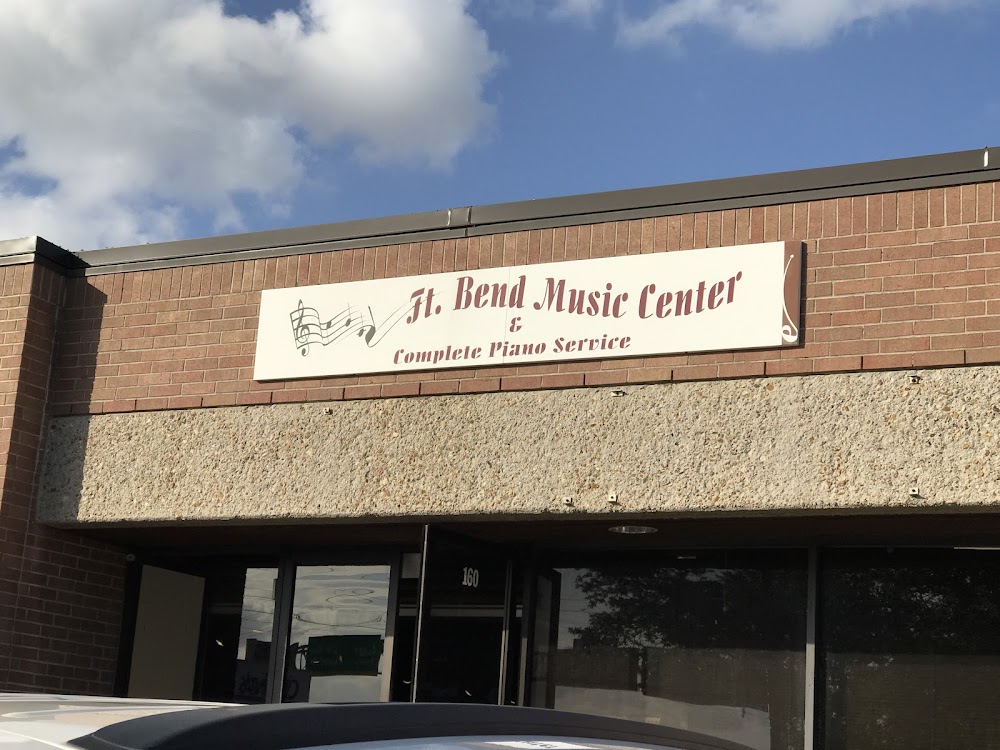 Ft. Bend Music Center
&
Complete Piano Service
160